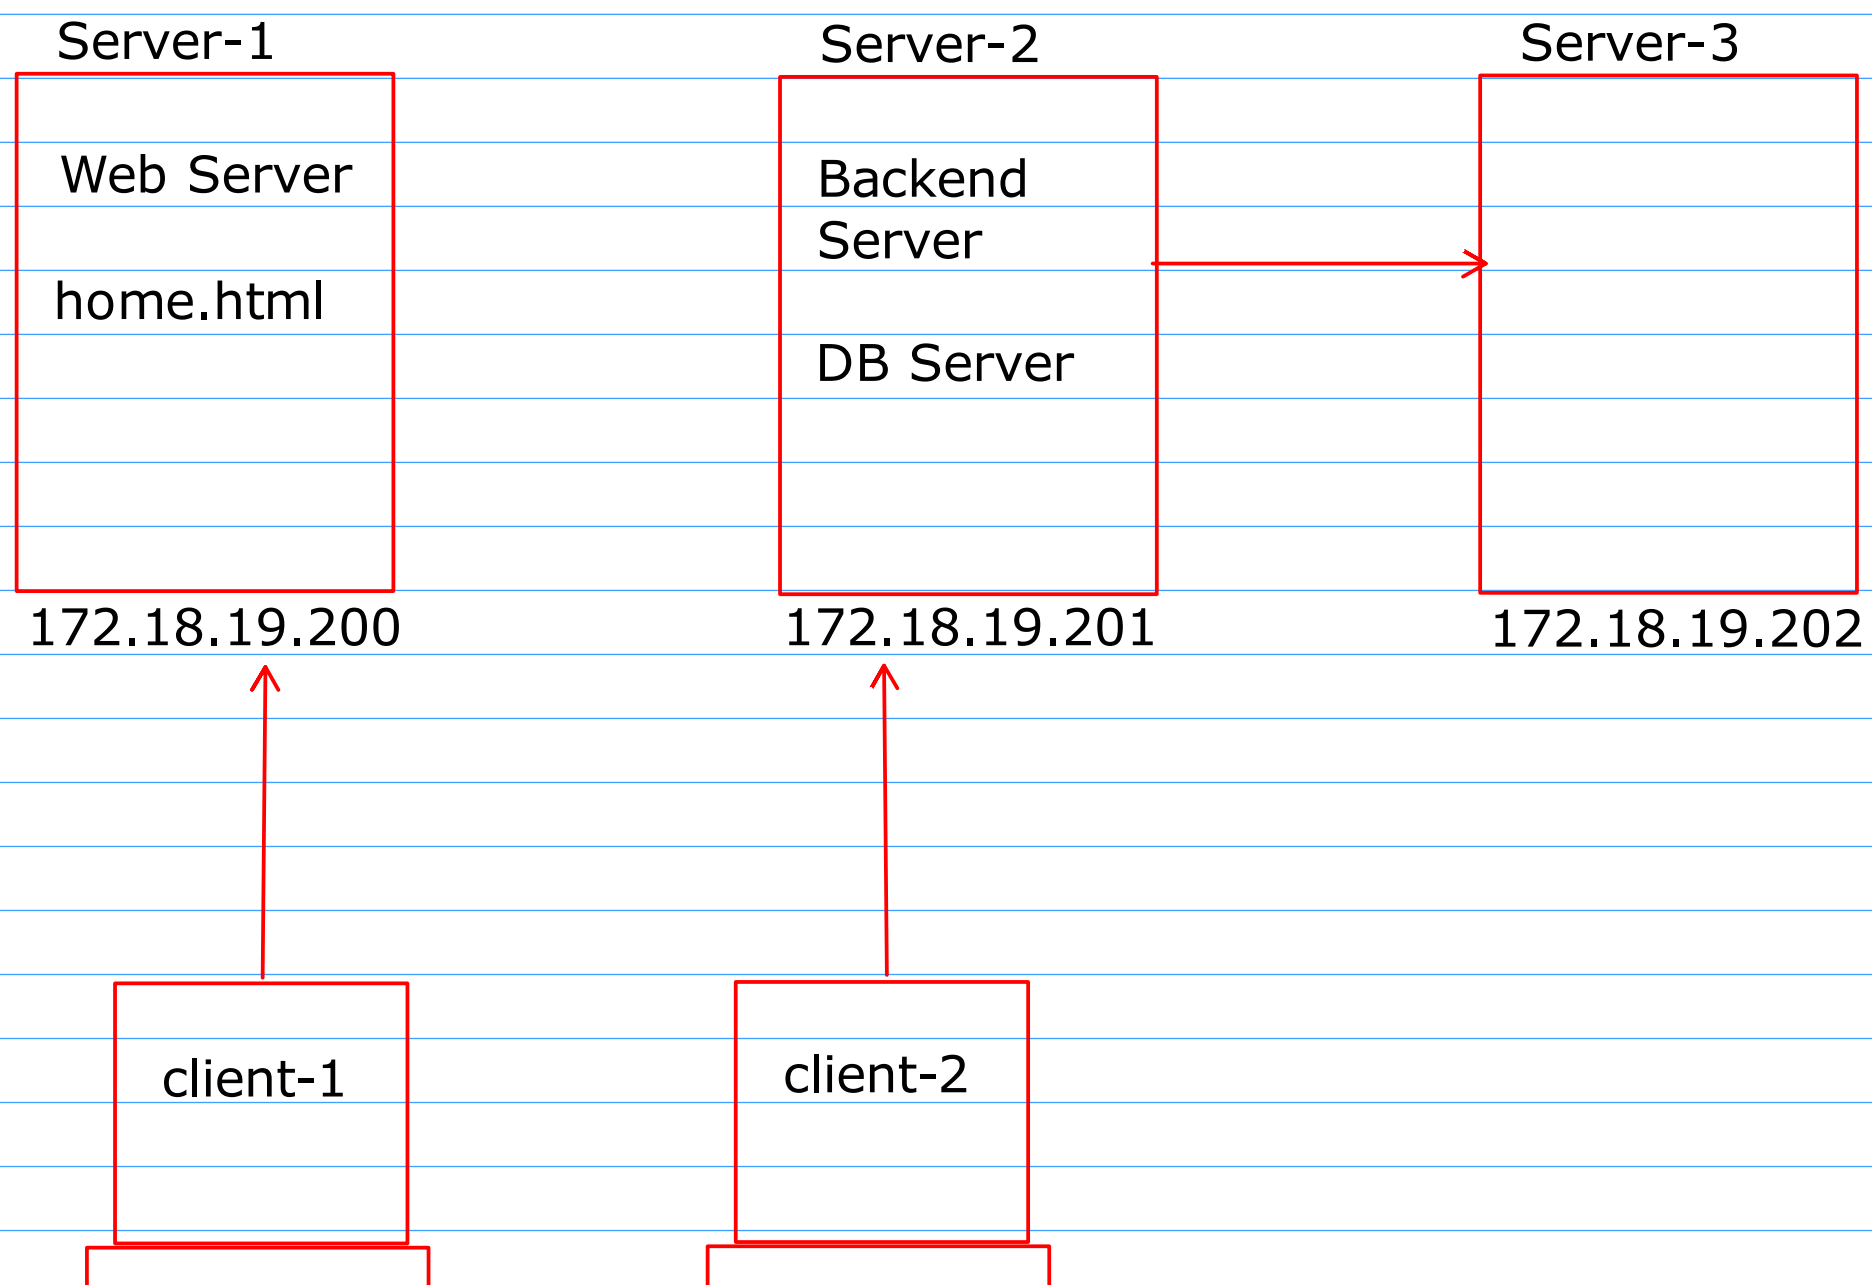 Server-1
Web Server
home.html
172.18.19.200
Server-2
Backend
Server
DB Server
172.18.19.201
Server-3
172.18.19.202
client-1
client-2